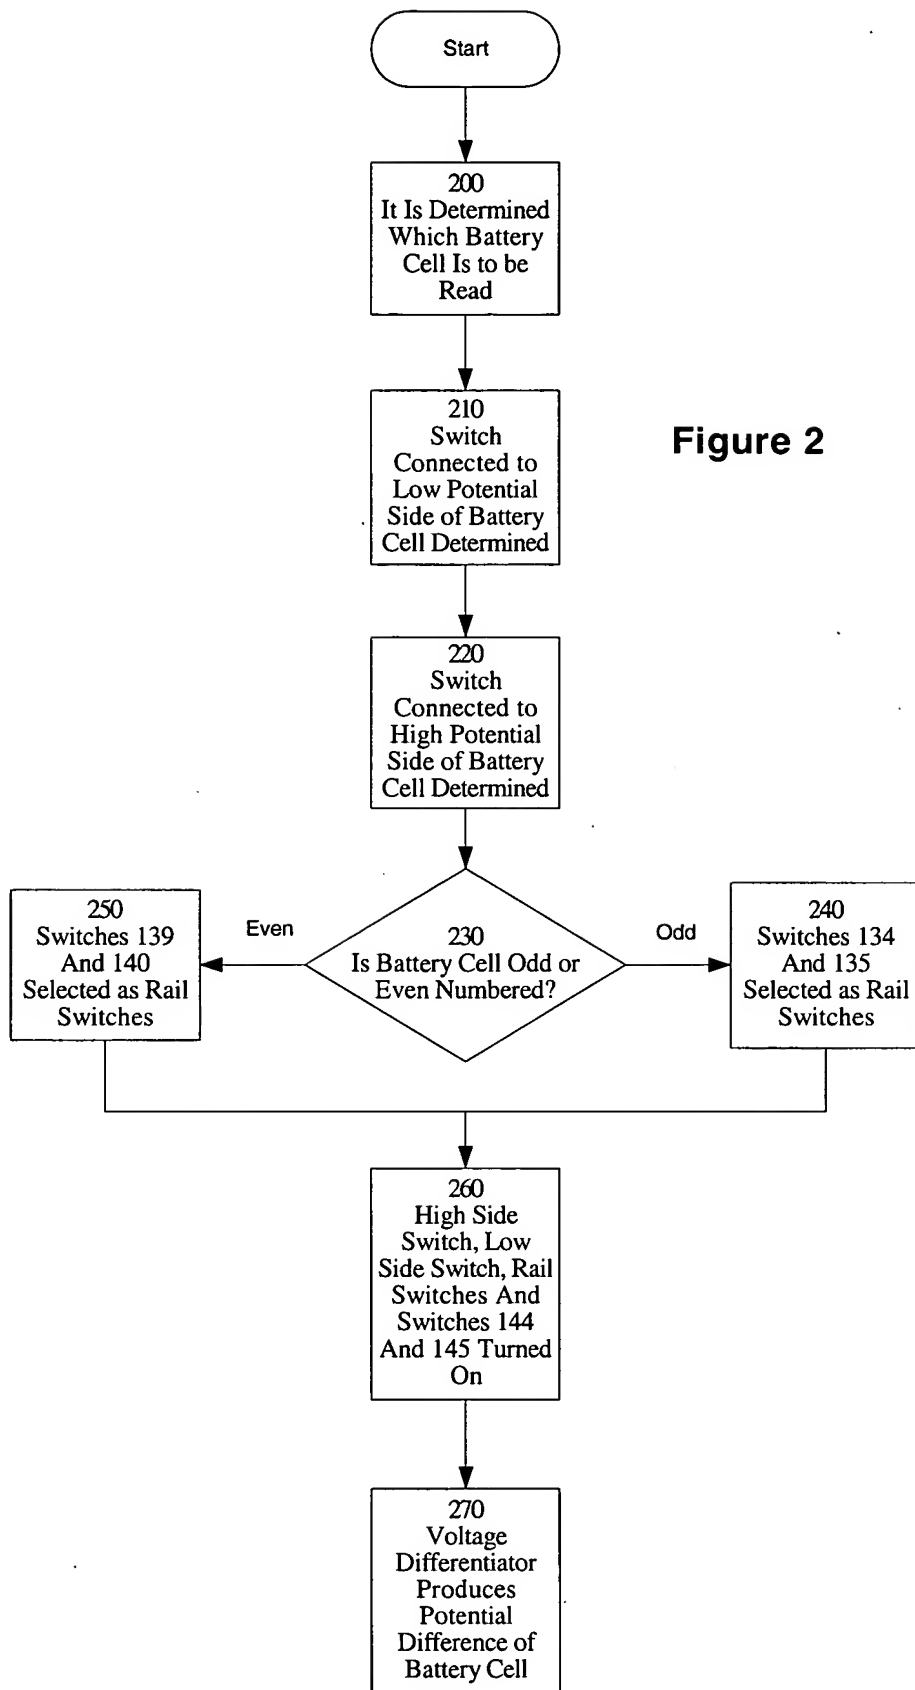 Start
200
It Is Determined
Which Battery
Cell Is to be
Read
210
Switch
Connected to
Low Potential
Side of Battery
Cell Determined
Figure 2
220
Switch
Connected to
High Potential
Side of Battery
Cell Determined
250
Switches 139
And 140
Selected as Rail
Switches
Even
230
Is Battery Cell Odd or
Even Numbered?
Odd
240
Switches 134
And 135
Selected as Rail
Switches
260
High Side
Switch, Low
Side Switch, Rail
Switches And
Switches 144
And 145 Turned
On
270
Voltage
Differentiator
Produces
Potential
Difference of
Battery Cell